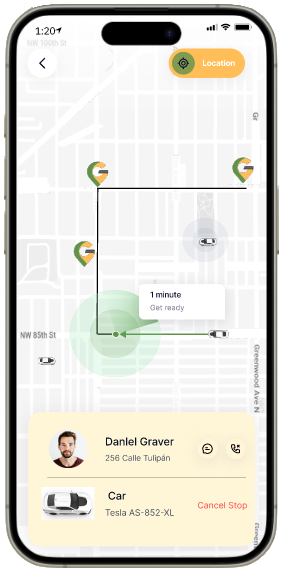 1:20
NW 100th St
Location
Gr
1 minute
Get ready
NW 85th St
Greenwood Ave N
Danlel Graver
256 Calle Tulipán
Car
Tesla AS-852-XL
Cancel Stop